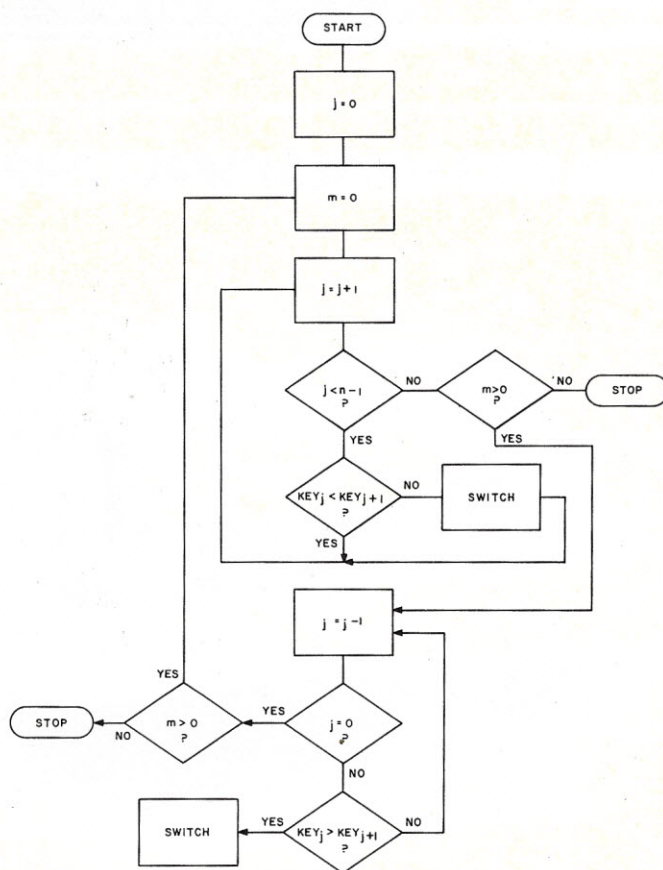 START
j = 0
m = 0
j = j + 1
j < n - 1
?
NO
m > 0
?
NO
STOP
YES
YES
KEYj < KEYj+1
?
NO
SWITCH
YES
j = j - 1
YES
STOP
NO
m > 0
?
YES
j = 0
?
NO
SWITCH
YES
KEYj > KEYj+1
?
NO